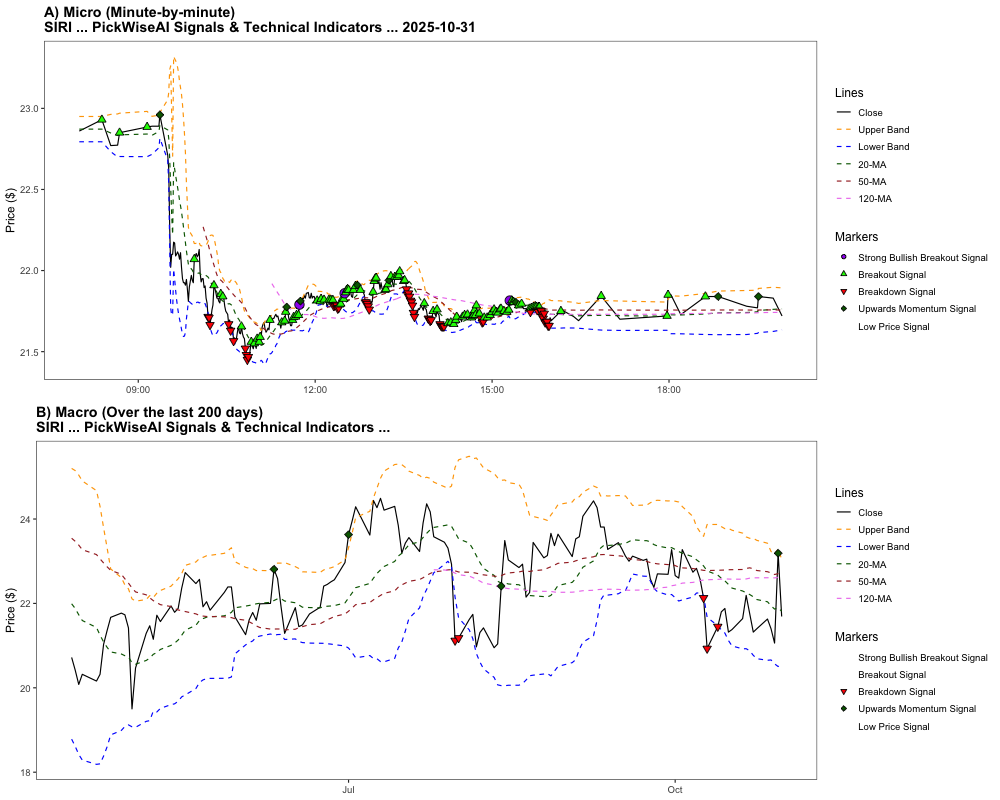 A) Micro (Minute-by-minute)
SIRI ... PickWiseAI Signals & Technical Indicators ... 2025-10-31
Price ($)
23.0
22.5
22.0
21.5
09:00
12:00
15:00
18:00
Lines
Close
Upper Band
Lower Band
20-MA
50-MA
120-MA
Markers
Strong Bullish Breakout Signal
Breakout Signal
Breakdown Signal
Upwards Momentum Signal
Low Price Signal
B) Macro (Over the last 200 days)
SIRI ... PickWiseAI Signals & Technical Indicators ...
Price ($)
24
22
20
18
Jul
Oct
Lines
Close
Upper Band
Lower Band
20-MA
50-MA
120-MA
Markers
Strong Bullish Breakout Signal
Breakout Signal
Breakdown Signal
Upwards Momentum Signal
Low Price Signal